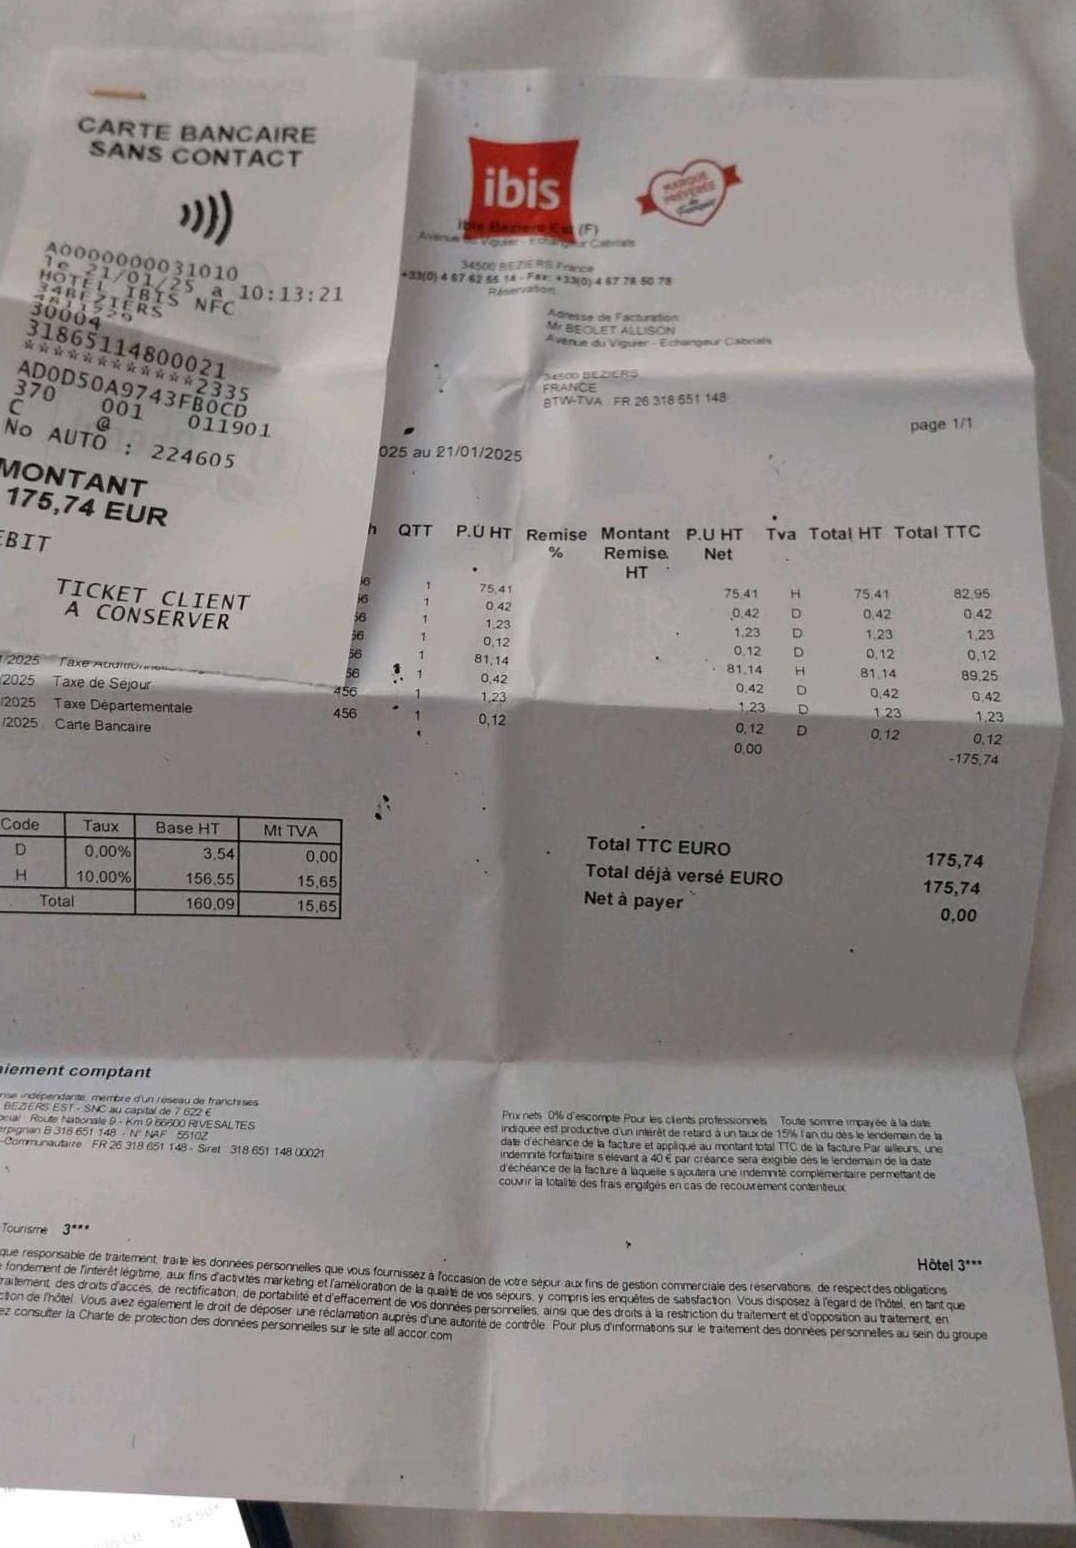 CARTE BANCAIRE
SANS CONTACT
A0000000031010
le 21/01/25 a 10:13:21
HOTEL IBIS NFC
34BEZIERS
30004
31865114800021
************2335
AD0D50A9743FB0CD
370 001 011901
C @
No AUTO : 224605
MONTANT
175,74 EUR
EBIT
TICKET CLIENT
A CONSERVER
ibis
MARQUE PRÉFÉRÉE
des Français
Ibis Beziers Est (F)
Avenue du Viguier - Echangeur Cabrials
34500 BEZIERS France
+33(0) 4 67 62 55 14 - Fax: +33(0) 4 67 76 50 78
Réservation
Adresse de Facturation:
Mr BEOLET ALLISON
Avenue du Viguier - Echangeur Cabrials
34500 BEZIERS
FRANCE
BTW-TVA FR 26 318 651 148
page 1/1
025 au 21/01/2025
h QTT P.U HT Remise % Montant Remise HT P.U HT Net Tva Total HT Total TTC
56 1 75,41 75,41 H 75,41 82,95
56 1 0,42 0,42 D 0,42 0,42
56 1 1,23 1,23 D 1,23 1,23
56 1 0,12 0,12 D 0,12 0,12
56 1 81,14 81,14 H 81,14 89,25
/2025 Taxe Additionnel 56 1 0,42 0,42 D 0,42 0,42
/2025 Taxe de Séjour 456 1 1,23 1,23 D 1,23 1,23
/2025 Taxe Départementale 456 1 0,12 0,12 D 0,12 0,12
/2025 Carte Bancaire 0,00 -175,74
Code Taux Base HT Mt TVA
D 0,00% 3,54 0,00
H 10,00% 156,55 15,65
Total 160,09 15,65
Total TTC EURO 175,74
Total déjà versé EURO 175,74
Net à payer 0,00
aiement comptant
rise indépendante, membre d'un réseau de franchises
BEZIERS EST - SNC au capital de 7 622 €
ocial Route Nationale 9 - Km 9 66600 RIVESALTES
erpignan B 318 651 148 - N° NAF 5510Z
-Communautaire FR 26 318 651 148 - Siret 318 651 148 00021
Prix nets 0% d'escompte Pour les clients professionnels Toute somme impayée à la date
indiquée est productive d'un intérêt de retard à un taux de 15% l'an du dès le lendemain de la
date d'échéance de la facture et appliqué au montant total TTC de la facture.Par ailleurs, une
indemnité forfaitaire s'élevant à 40 € par créance sera exigible dès le lendemain de la date
d'échéance de la facture à laquelle s'ajoutera une indemnité complémentaire permettant de
couvrir la totalité des frais engagés en cas de recouvrement contentieux.
Tourisme 3***
Hôtel 3***
que responsable de traitement, traite les données personnelles que vous fournissez à l'occasion de votre séjour aux fins de gestion commerciale des réservations, de respect des obligations
fondement de l'intérêt légitime, aux fins d'activités marketing et l'amélioration de la qualité de vos séjours, y compris les enquêtes de satisfaction. Vous disposez à l'égard de l'hôtel, en tant que
raitement, des droits d'accès, de rectification, de portabilité et d'effacement de vos données personnelles, ainsi que des droits à la restriction du traitement et d'opposition au traitement, en
ction de l'hôtel. Vous avez également le droit de déposer une réclamation auprès d'une autorité de contrôle. Pour plus d'informations sur le traitement des données personnelles au sein du groupe
ez consulter la Charte de protection des données personnelles sur le site all.accor.com
CB 124.50€